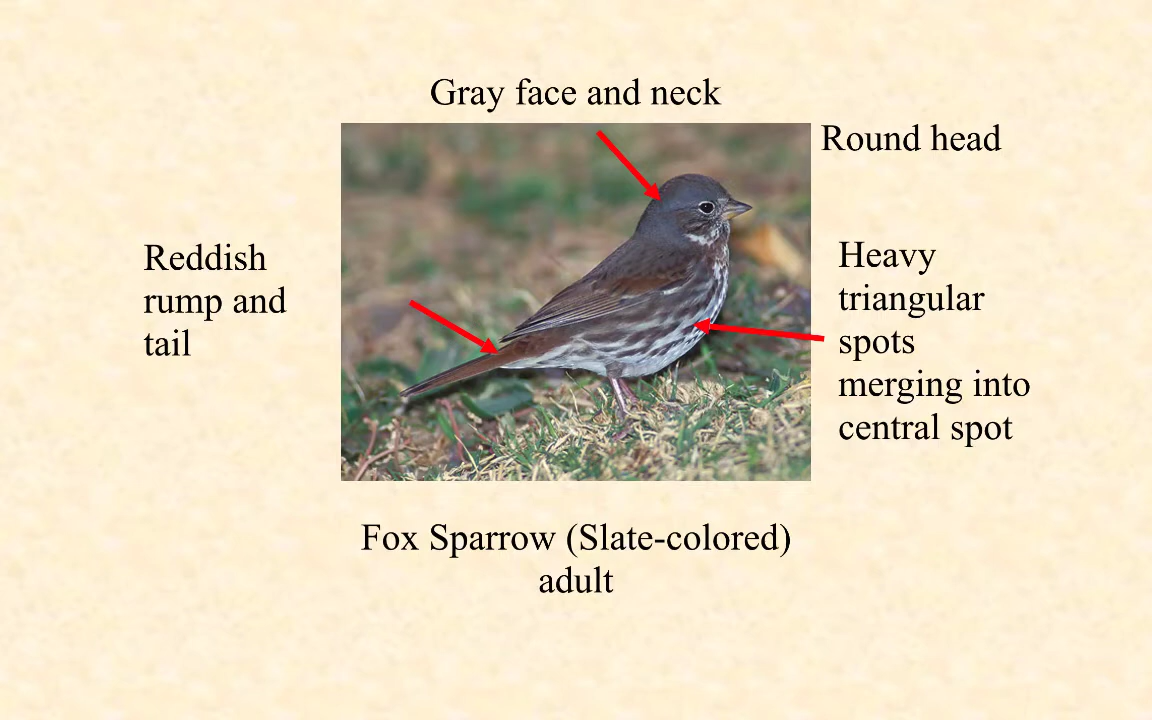 Gray face and neck
Round head
Reddish
rump and
tail
Heavy
triangular
spots
merging into
central spot
Fox Sparrow (Slate-colored)
adult